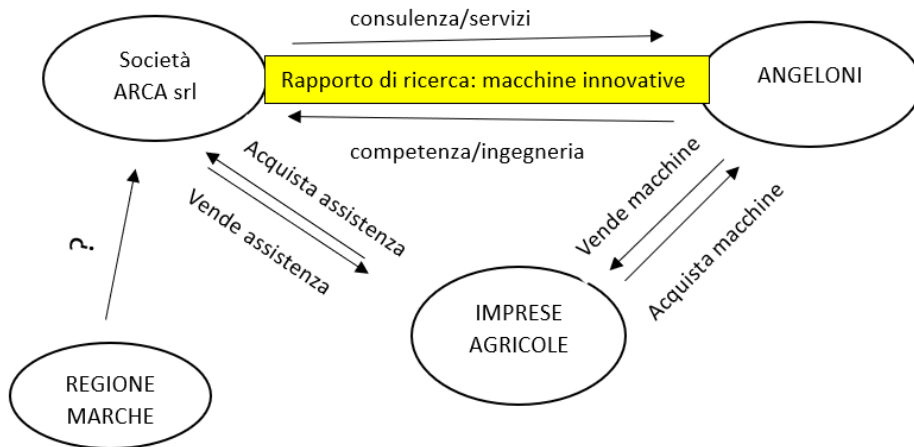 consulenza/servizi
Società
ARCA srl
Rapporto di ricerca: macchine innovative
ANGELONI
competenza/ingegneria
Acquista assistenza
Vende assistenza
Vende macchine
Acquista macchine
?
IMPRESE
AGRICOLE
REGIONE
MARCHE